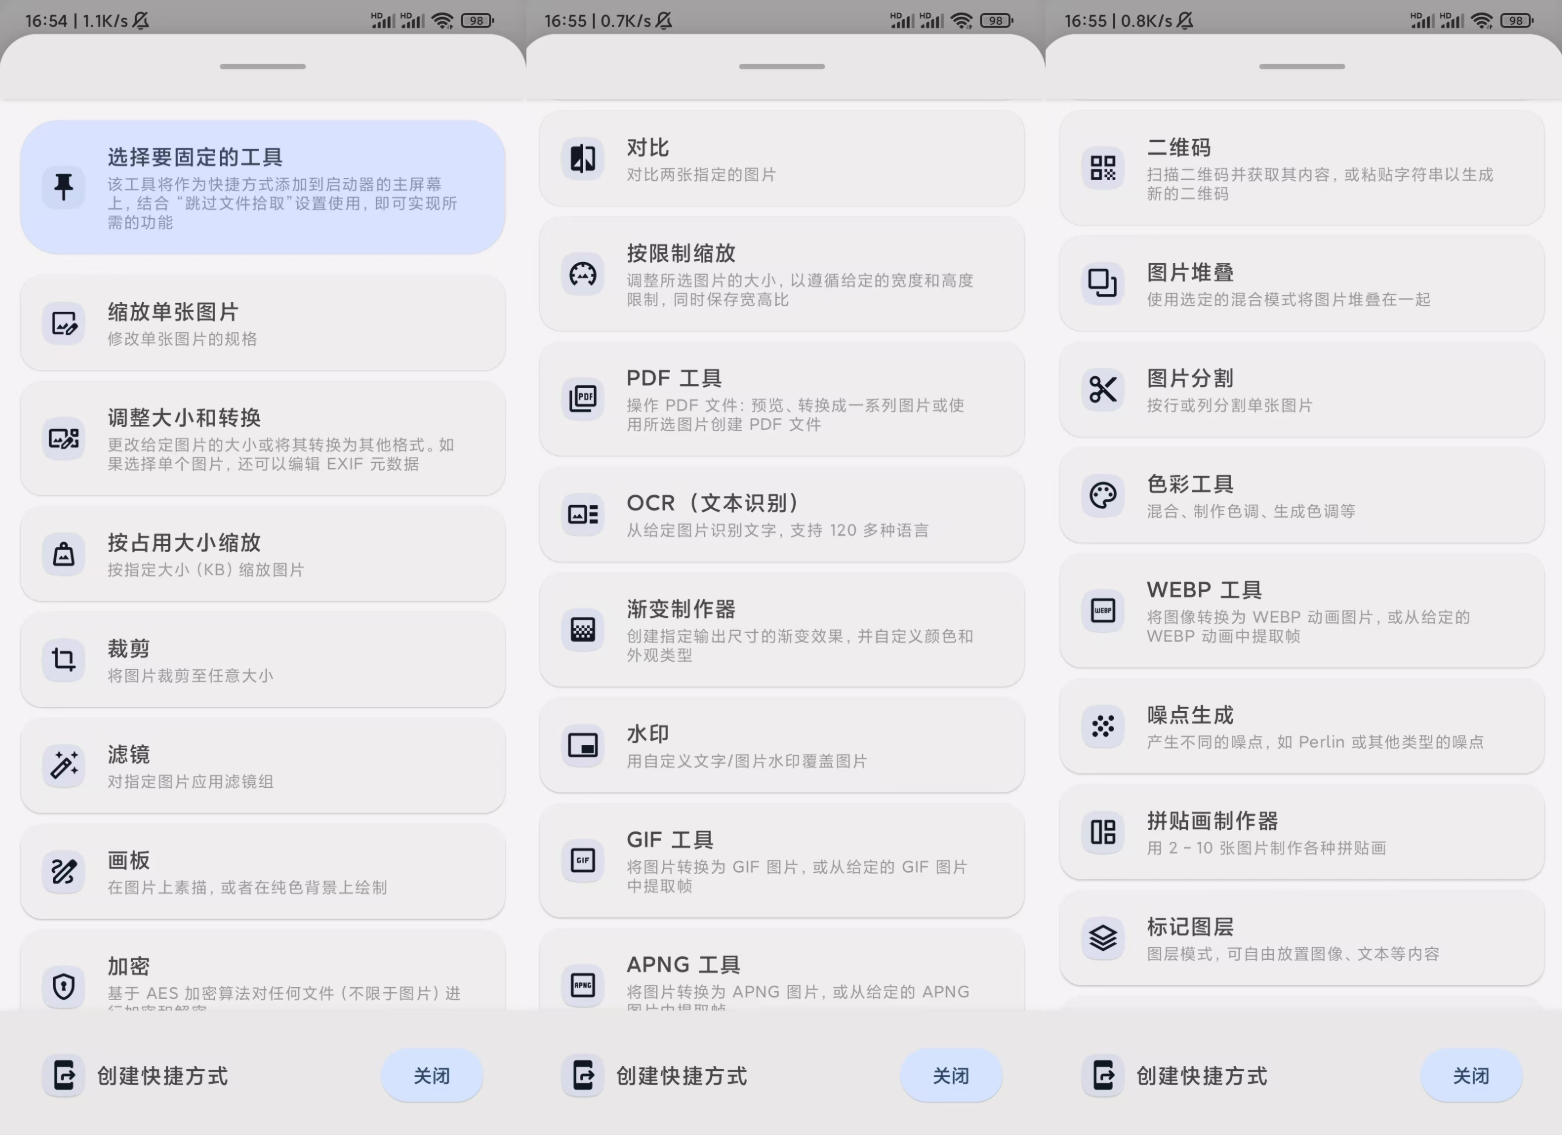 16:54 | 1.1K/s
HD HD 98
选择要固定的工具
该工具将作为快捷方式添加到启动器的主屏幕
上，结合 “跳过文件拾取”设置使用，即可实现所
需的功能
缩放单张图片
修改单张图片的规格
调整大小和转换
更改给定图片的大小或将其转换为其他格式。如
果选择单个图片，还可以编辑 EXIF 元数据
按占用大小缩放
按指定大小（KB）缩放图片
裁剪
将图片裁剪至任意大小
滤镜
对指定图片应用滤镜组
画板
在图片上素描，或者在纯色背景上绘制
加密
基于 AES 加密算法对任何文件（不限于图片）进
行加密和解密
创建快捷方式
关闭
16:55 | 0.7K/s
HD HD 98
对比
对比两张指定的图片
按限制缩放
调整所选图片的大小，以遵循给定的宽度和高度
限制，同时保存宽高比
PDF
PDF 工具
操作 PDF 文件：预览、转换成一系列图片或使
用所选图片创建 PDF 文件
OCR（文本识别）
从给定图片识别文字，支持 120 多种语言
渐变制作器
创建指定输出尺寸的渐变效果，并自定义颜色和
外观类型
水印
用自定义文字/图片水印覆盖图片
GIF
GIF 工具
将图片转换为 GIF 图片，或从给定的 GIF 图片
中提取帧
APNG
APNG 工具
将图片转换为 APNG 图片，或从给定的 APNG
图片中提取帧
创建快捷方式
关闭
16:55 | 0.8K/s
HD HD 98
二维码
扫描二维码并获取其内容，或粘贴字符串以生成
新的二维码
图片堆叠
使用选定的混合模式将图片堆叠在一起
图片分割
按行或列分割单张图片
色彩工具
混合、制作色调、生成色调等
WEBP
WEBP 工具
将图像转换为 WEBP 动画图片，或从给定的
WEBP 动画中提取帧
噪点生成
产生不同的噪点，如 Perlin 或其他类型的噪点
拼贴画制作器
用 2 - 10 张图片制作各种拼贴画
标记图层
图层模式，可自由放置图像、文本等内容
创建快捷方式
关闭